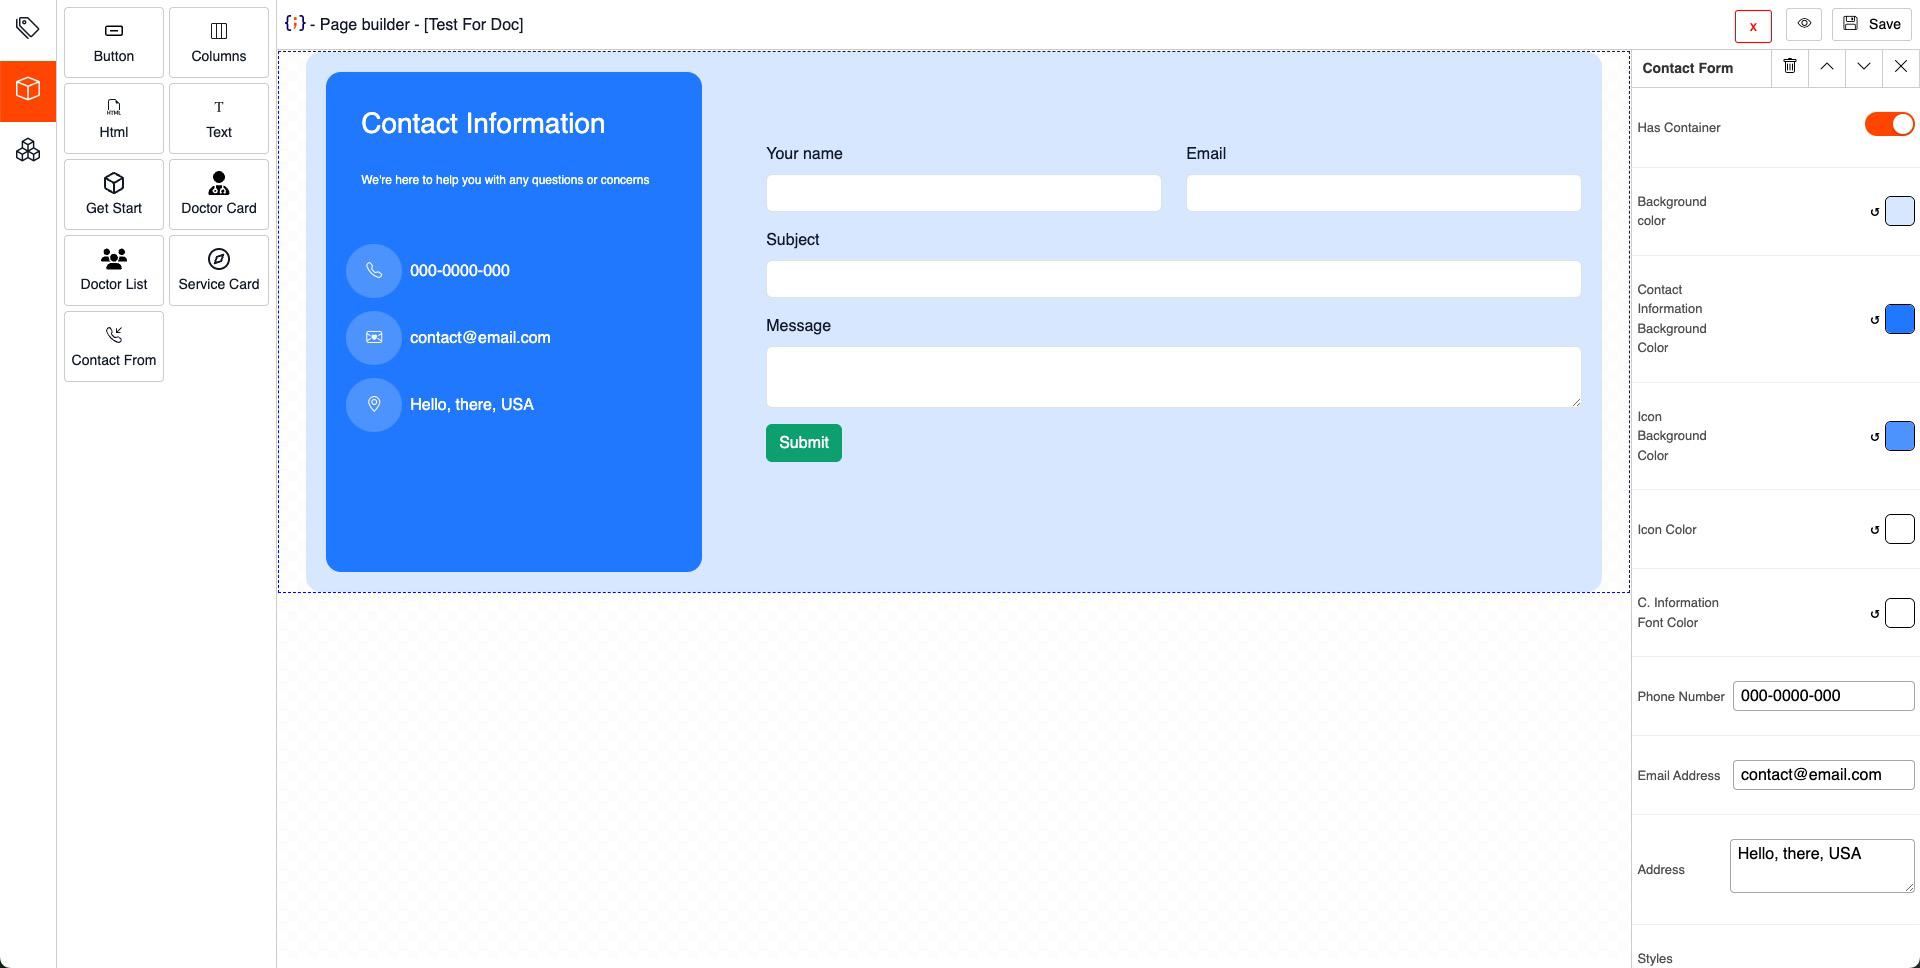 {;} - Page builder - [Test For Doc]
x
Save
Button
Columns
HTML
Html
T
Text
Get Start
Doctor Card
Doctor List
Service Card
Contact From
Contact Information
We're here to help you with any questions or concerns
000-0000-000
contact@email.com
Hello, there, USA
Your name
Email
Subject
Message
Submit
Contact Form
Has Container
Background
color
Contact
Information
Background
Color
Icon
Background
Color
Icon Color
C. Information
Font Color
Phone Number
000-0000-000
Email Address
contact@email.com
Address
Hello, there, USA
Styles